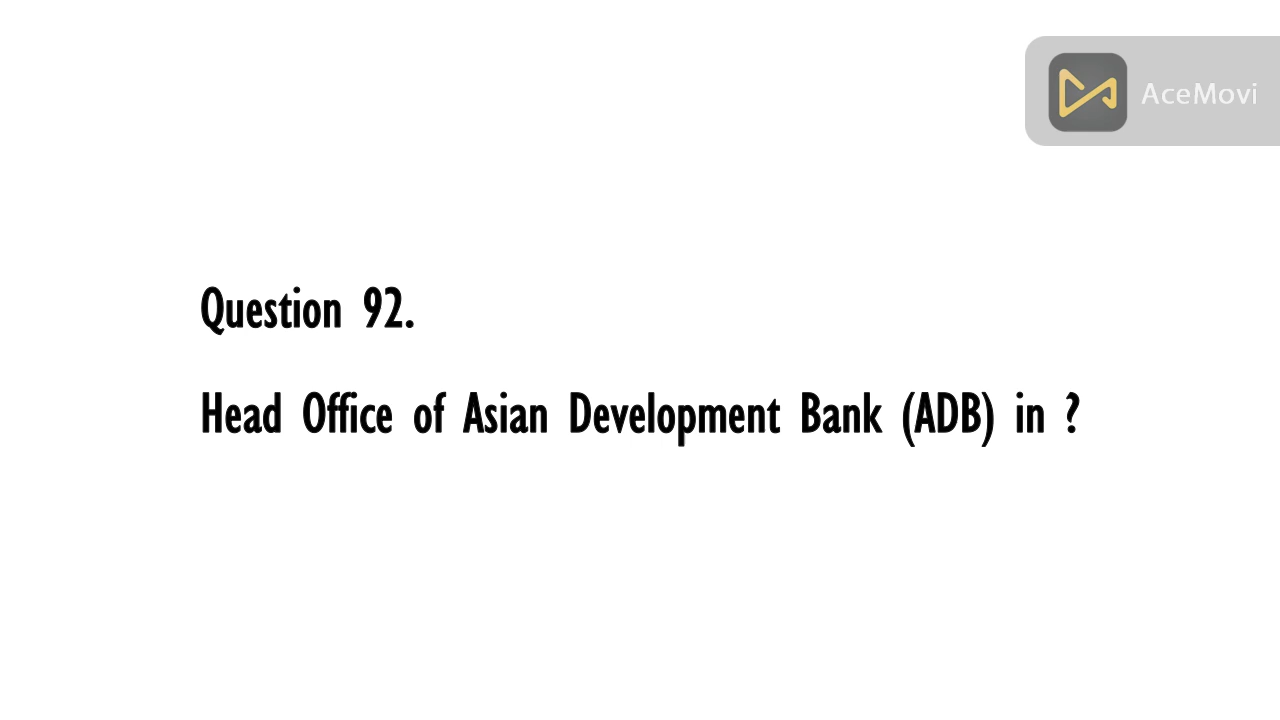 AceMovi
Question 92.
Head Office of Asian Development Bank (ADB) in ?